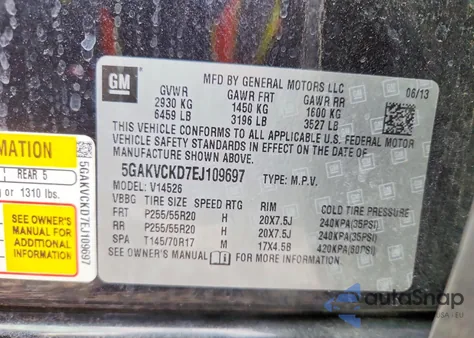 GM
MFD BY GENERAL MOTORS LLC
06/13
GVWR GAWR FRT GAWR RR
2930 KG 1450 KG 1600 KG
6459 LB 3196 LB 3527 LB
THIS VEHICLE CONFORMS TO ALL APPLICABLE U.S. FEDERAL MOTOR
VEHICLE SAFETY STANDARDS IN EFFECT ON THE DATE OF
MANUFACTURE SHOWN ABOVE.
5GAKVCKD7EJ109697 TYPE: M.P.V.
MODEL: V14526
VBBG TIRE SIZE SPEED RTG RIM COLD TIRE PRESSURE
FRT P255/55R20 H 20X7.5J 240KPA(35PSI)
RR P255/55R20 H 20X7.5J 240KPA(35PSI)
SPA T145/70R17 M 17X4.5B 420KPA(60PSI)
SEE OWNER'S MANUAL FOR ADDITIONAL INFORMATION
MATION
REAR 5
or 1310 lbs.
SEE OWNER'S
MANUAL FOR
ADDITIONAL
INFORMATION
5GAKVCKD7EJ109697
autoSnap
USA - EU